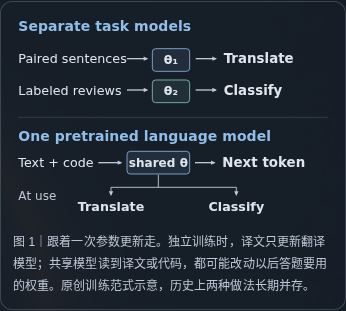 Separate task models
Paired sentences → θ₁ → Translate
Labeled reviews → θ₂ → Classify
One pretrained language model
Text + code → shared θ → Next token
At use
Translate Classify
图 1｜跟着一次参数更新走。独立训练时，译文只更新翻译
模型；共享模型读到译文或代码，都可能改动以后答题要用
的权重。原创训练范式示意，历史上两种做法长期并存。